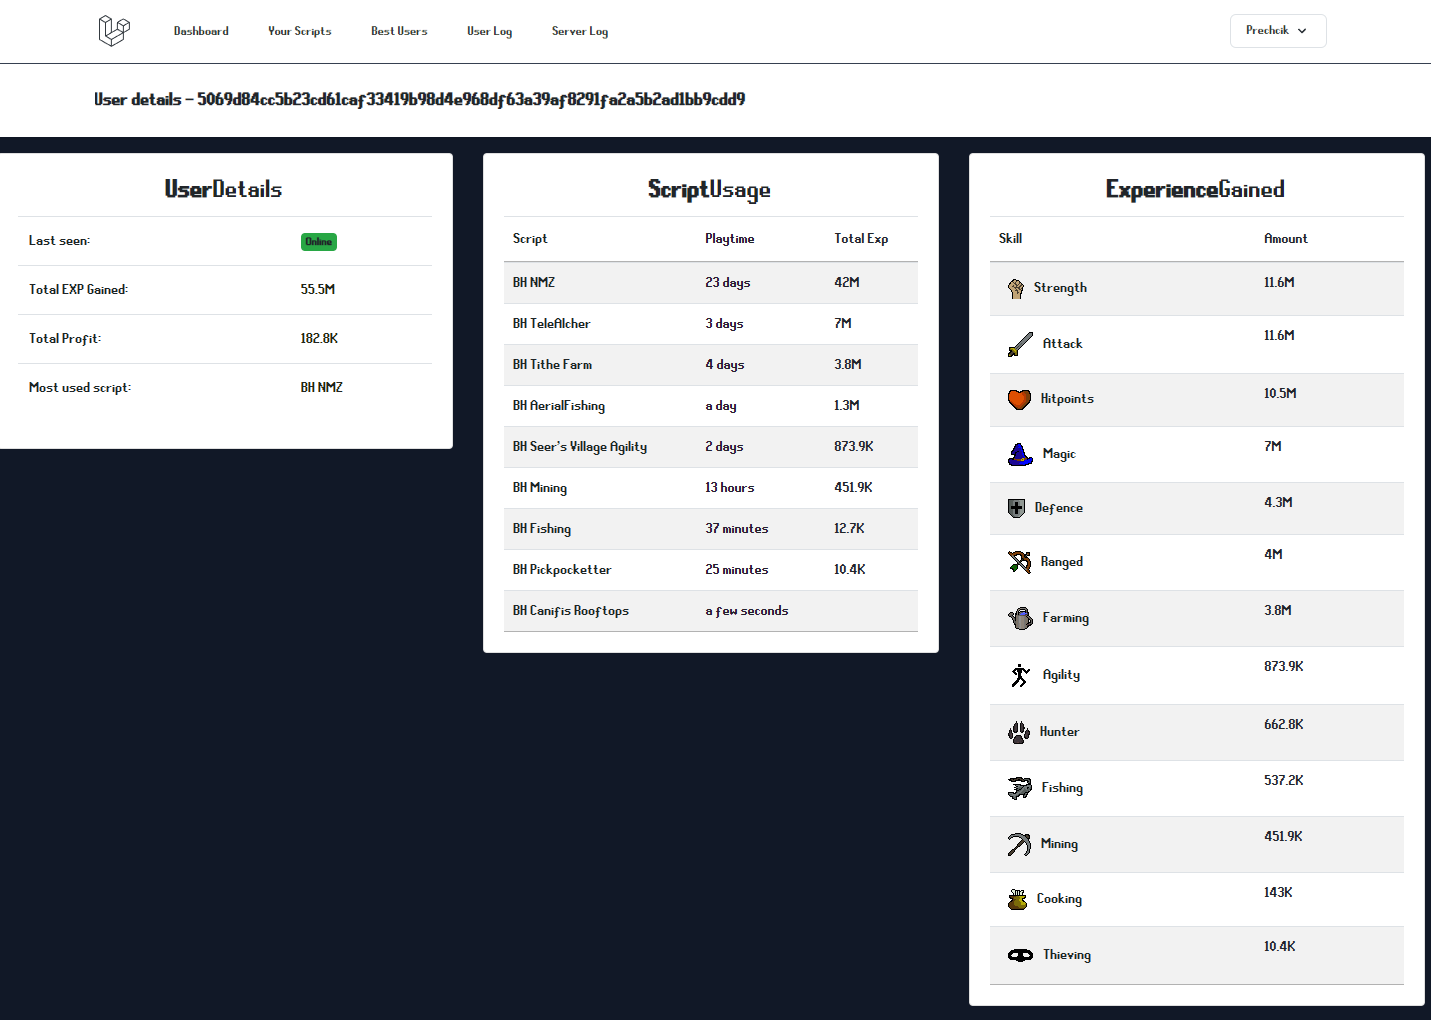 Dashboard Your Scripts Best Users User Log Server Log Prechcik
User details - 5069d84cc5b23cd61caf33419b98d4e968df63a39af8291fa2a5b2ad1bb9cdd9
UserDetails
Last seen: Online
Total EXP Gained: 55.5M
Total Profit: 182.8K
Most used script: BH NMZ
ScriptUsage
Script Playtime Total Exp
BH NMZ 23 days 42M
BH TeleAlcher 3 days 7M
BH Tithe Farm 4 days 3.8M
BH AerialFishing a day 1.3M
BH Seer's Village Agility 2 days 873.9K
BH Mining 13 hours 451.9K
BH Fishing 37 minutes 12.7K
BH Pickpocketter 25 minutes 10.4K
BH Canifis Rooftops a few seconds
ExperienceGained
Skill Amount
Strength 11.6M
Attack 11.6M
Hitpoints 10.5M
Magic 7M
Defence 4.3M
Ranged 4M
Farming 3.8M
Agility 873.9K
Hunter 662.8K
Fishing 537.2K
Mining 451.9K
Cooking 143K
Thieving 10.4K